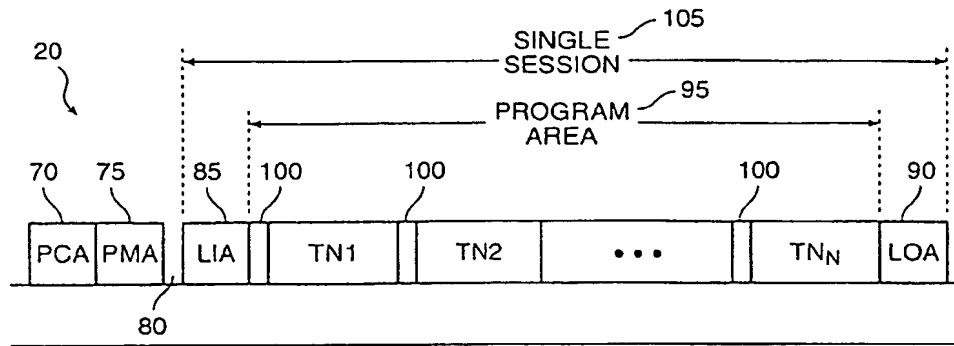 105
SINGLE
SESSION
20
95
PROGRAM
AREA
70 75 85 100 100 100 90
PCA PMA LIA TN1 TN2 ••• TNN LOA
80